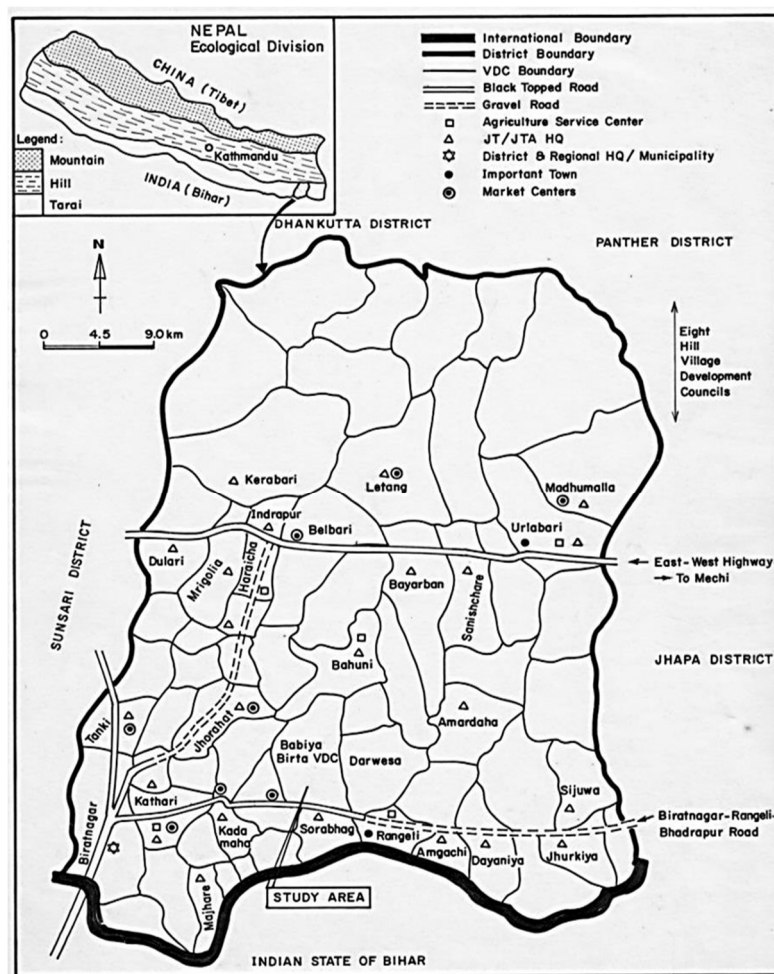 NEPAL
Ecological Division
CHINA (Tibet)
Kathmandu
INDIA (Bihar)
Legend :
Mountain
Hill
Tarai
International Boundary
District Boundary
VDC Boundary
Black Topped Road
Gravel Road
Agriculture Service Center
JT/JTA HQ
District & Regional HQ/Municipality
Important Town
Market Centers
DHANKUTTA DISTRICT
PANTHER DISTRICT
N
0 4.5 9.0 km
Eight
Hill
Village
Development
Councils
Kerabari
Letang
Madhumalla
Indrapur
Belbari
Urlabari
Dulari
Mrigolia
Haraicha
Bayarban
Sanishchare
East-West Highway
To Mechi
SUNSARI DISTRICT
Bahuni
JHAPA DISTRICT
Tanki
Jhorahat
Amardaha
Babiya
Birta VDC
Darwesa
Kathari
Sijuwa
Biratnagar
Kada
maha
Sorabhag
Rangeli
Amgachi
Dayaniya
Jhurkiya
Biratnagar-Rangeli-
Bhadrapur Road
Majhare
STUDY AREA
INDIAN STATE OF BIHAR